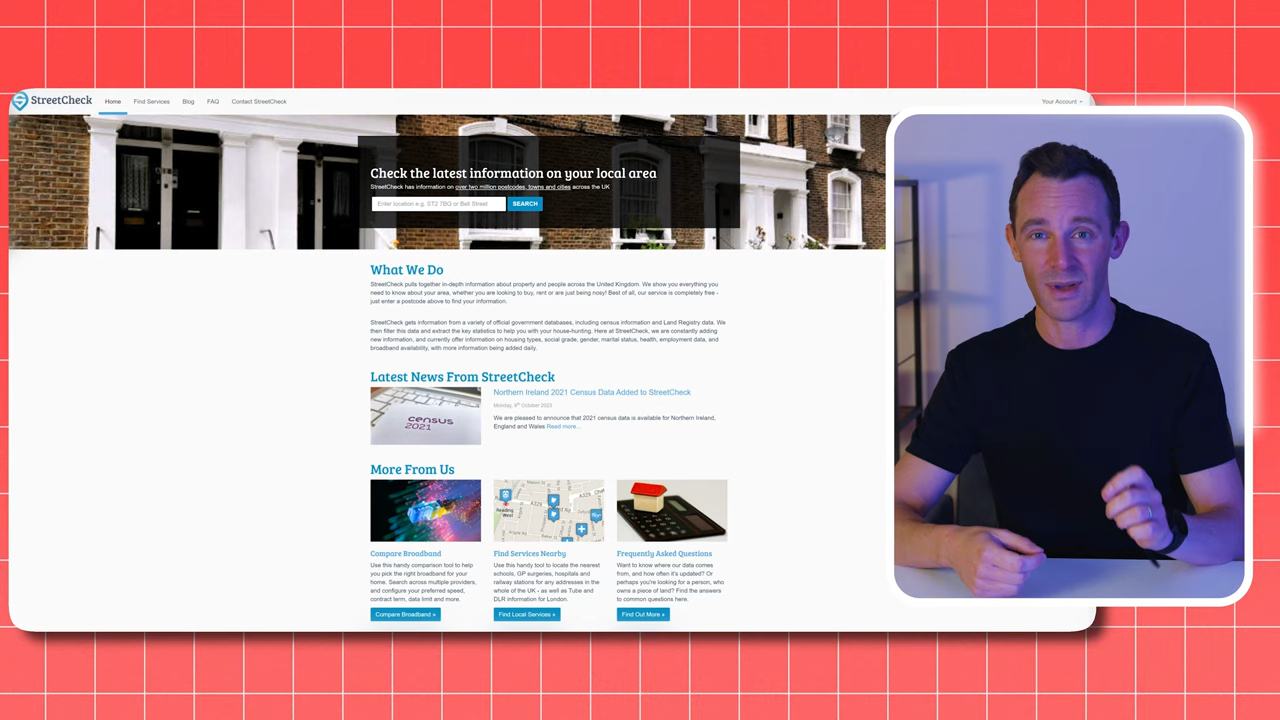 StreetCheck
Home
Find Services
Blog
FAQ
Contact StreetCheck
Your Account
Check the latest information on your local area
StreetCheck has information on over two million postcodes, towns and cities across the UK
Enter location e.g. ST2 7BG or Bell Street
SEARCH
What We Do
StreetCheck pulls together in-depth information about property and people across the United Kingdom. We show you everything you
need to know about your area, whether you are looking to buy, rent or are just being nosy! Best of all, our service is completely free -
just enter a postcode above to find your information.
StreetCheck gets information from a variety of official government databases, including census information and Land Registry data. We
then filter this data and extract the key statistics to help you with your house-hunting. Here at StreetCheck, we are constantly adding
new information, and currently offer information on housing types, social grade, gender, marital status, health, employment data, and
broadband availability, with more information being added daily.
Latest News From StreetCheck
census
2021
Northern Ireland 2021 Census Data Added to StreetCheck
Monday, 9th October 2023
We are pleased to announce that 2021 census data is available for Northern Ireland,
England and Wales Read more...
More From Us
A329
A329
Reading
West
Compare Broadband
Use this handy comparison tool to help
you pick the right broadband for your
home. Search across multiple providers,
and configure your preferred speed,
contract term, data limit and more.
Compare Broadband »
Find Services Nearby
Use this handy tool to locate the nearest
schools, GP surgeries, hospitals and
railway stations for any addresses in the
whole of the UK - as well as Tube and
DLR information for London.
Find Local Services »
Frequently Asked Questions
Want to know where our data comes
from, and how often it's updated? Or
perhaps you're looking for a person, who
owns a piece of land? Find the answers
to common questions here.
Find Out More »